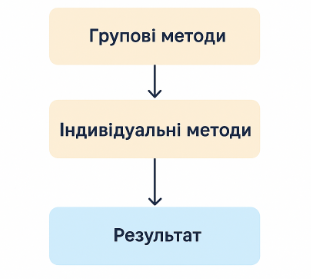 Групові методи
Індивідуальні методи
Результат